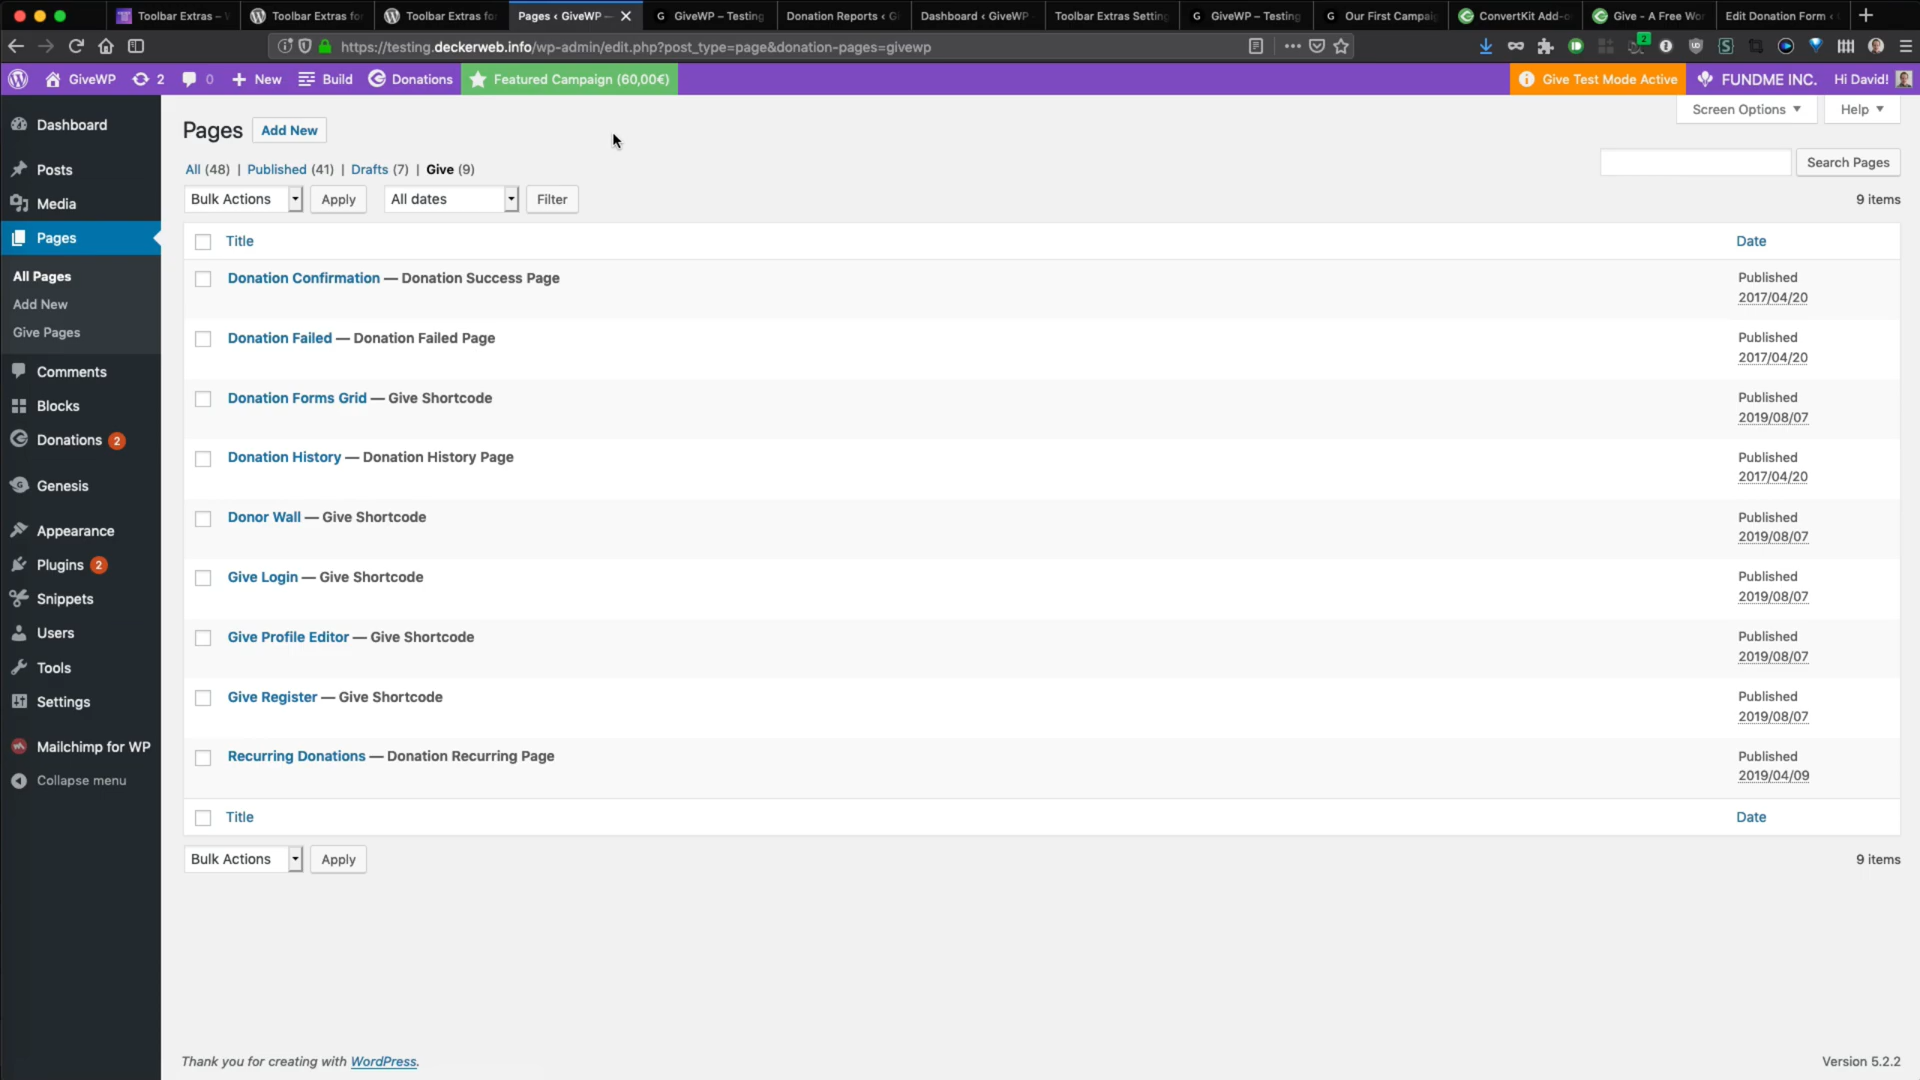 Toolbar Extras –
Toolbar Extras fo
Toolbar Extras fo
Pages ‹ GiveWP —
GiveWP – Testing
Donation Reports ‹ G
Dashboard ‹ GiveWP
Toolbar Extras Settin
GiveWP – Testing
Our First Campai
ConvertKit Add-o
Give - A Free Wo
Edit Donation Form ‹
https://testing.deckerweb.info/wp-admin/edit.php?post_type=page&donation-pages=givewp
2
GiveWP
2
0
New
Build
Donations
Featured Campaign (60,00€)
Give Test Mode Active
FUNDME INC.
Hi David!
Dashboard
Posts
Media
Pages
All Pages
Add New
Give Pages
Comments
Blocks
Donations 2
Genesis
Appearance
Plugins 2
Snippets
Users
Tools
Settings
Mailchimp for WP
Collapse menu
Screen Options
Help
Pages
Add New
All (48) | Published (41) | Drafts (7) | Give (9)
Search Pages
Bulk Actions
Apply
All dates
Filter
9 items
Title
Date
Donation Confirmation — Donation Success Page
Published
2017/04/20
Donation Failed — Donation Failed Page
Published
2017/04/20
Donation Forms Grid — Give Shortcode
Published
2019/08/07
Donation History — Donation History Page
Published
2017/04/20
Donor Wall — Give Shortcode
Published
2019/08/07
Give Login — Give Shortcode
Published
2019/08/07
Give Profile Editor — Give Shortcode
Published
2019/08/07
Give Register — Give Shortcode
Published
2019/08/07
Recurring Donations — Donation Recurring Page
Published
2019/04/09
Title
Date
Bulk Actions
Apply
9 items
Thank you for creating with WordPress.
Version 5.2.2